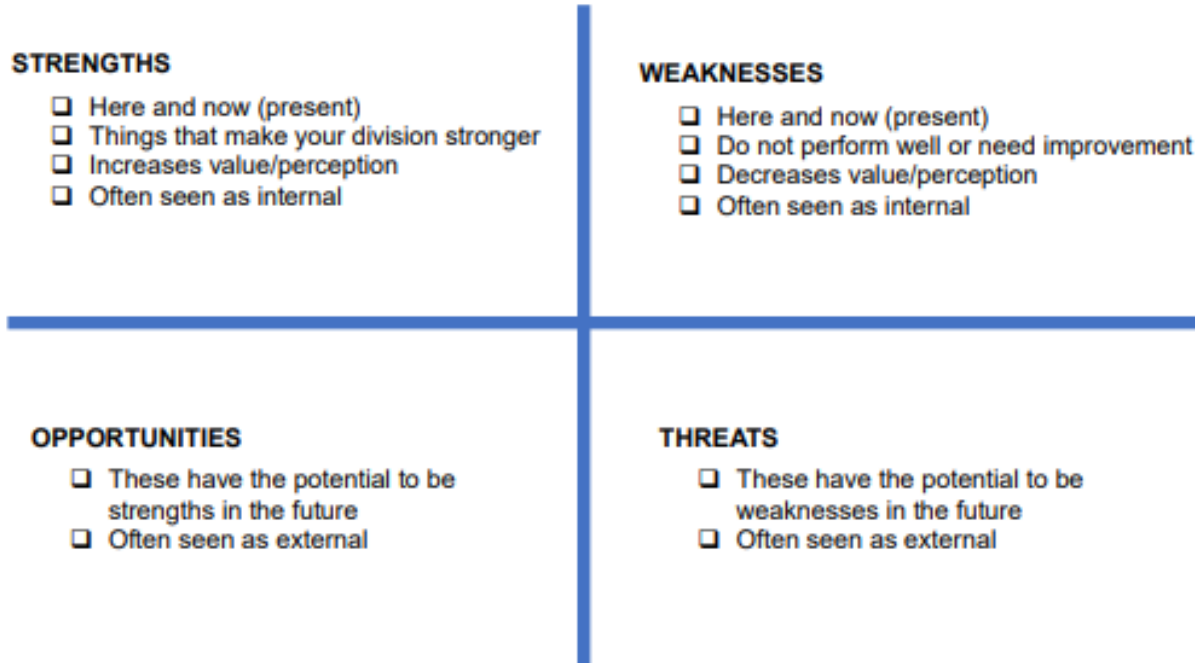 STRENGTHS
❑ Here and now (present)
❑ Things that make your division stronger
❑ Increases value/perception
❑ Often seen as internal
WEAKNESSES
❑ Here and now (present)
❑ Do not perform well or need improvement
❑ Decreases value/perception
❑ Often seen as internal
OPPORTUNITIES
❑ These have the potential to be
strengths in the future
❑ Often seen as external
THREATS
❑ These have the potential to be
weaknesses in the future
❑ Often seen as external